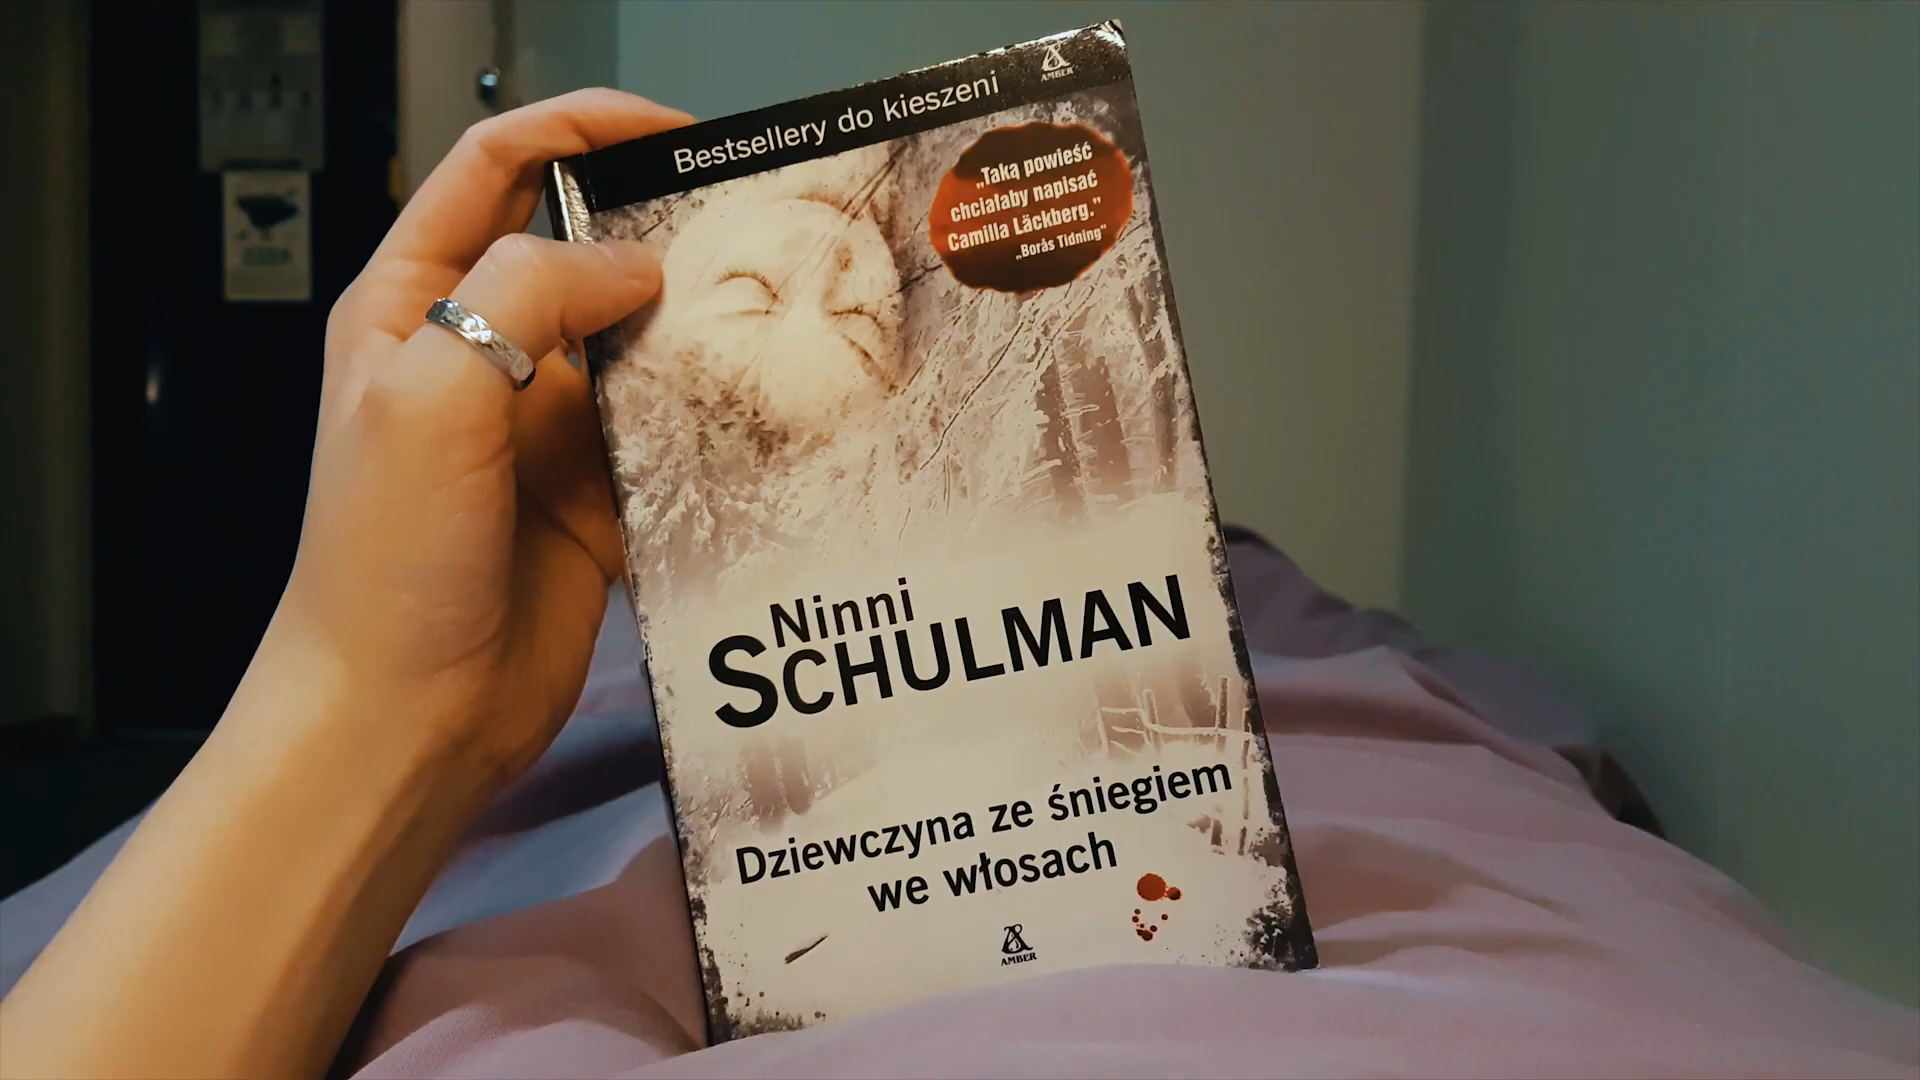 Bestsellery do kieszeni
AMBER
„Taką powieść
chciałaby napisać
Camilla Läckberg.”
„Borås Tidning”
Ninni
SCHULMAN
Dziewczyna ze śniegiem
we włosach
AMBER